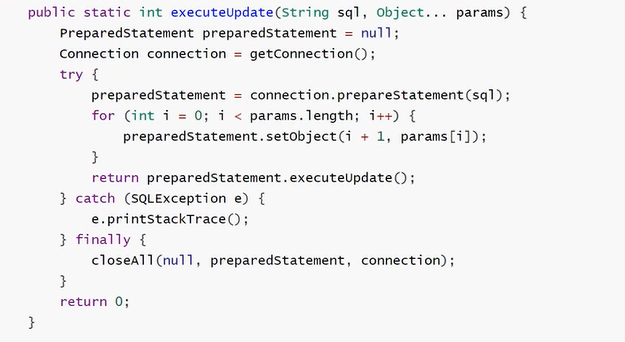 public static int executeUpdate(String sql, Object... params) {
    PreparedStatement preparedStatement = null;
    Connection connection = getConnection();
    try {
        preparedStatement = connection.prepareStatement(sql);
        for (int i = 0; i < params.length; i++) {
            preparedStatement.setObject(i + 1, params[i]);
        }
        return preparedStatement.executeUpdate();
    } catch (SQLException e) {
        e.printStackTrace();
    } finally {
        closeAll(null, preparedStatement, connection);
    }
    return 0;
}